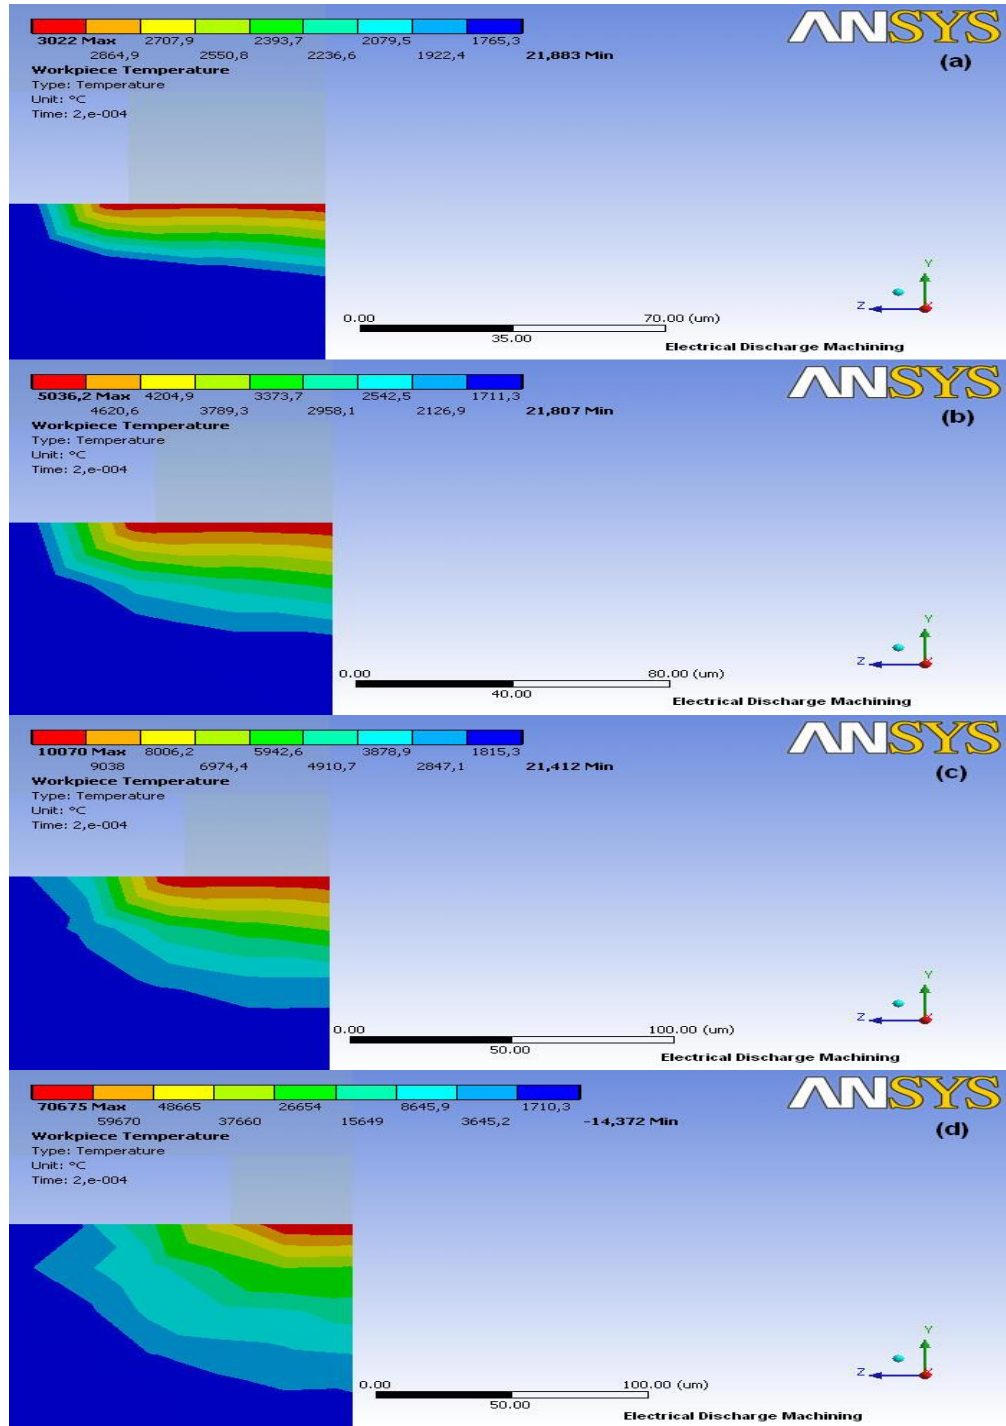 3022 Max 2707,9 2393,7 2079,5 1765,3
2864,9 2550,8 2236,6 1922,4 21,883 Min
Workpiece Temperature
Type: Temperature
Unit: °C
Time: 2,e-004
ANSYS
(a)
Y
Z
0.00 70.00 (um)
35.00
Electrical Discharge Machining
5036,2 Max 4204,9 3373,7 2542,5 1711,3
4620,6 3789,3 2958,1 2126,9 21,807 Min
Workpiece Temperature
Type: Temperature
Unit: °C
Time: 2,e-004
ANSYS
(b)
Y
Z
0.00 80.00 (um)
40.00
Electrical Discharge Machining
10070 Max 8006,2 5942,6 3878,9 1815,3
9038 6974,4 4910,7 2847,1 21,412 Min
Workpiece Temperature
Type: Temperature
Unit: °C
Time: 2,e-004
ANSYS
(c)
Y
Z
0.00 100.00 (um)
50.00
Electrical Discharge Machining
70675 Max 48665 26654 8645,9 1710,3
59670 37660 15649 3645,2 -14,372 Min
Workpiece Temperature
Type: Temperature
Unit: °C
Time: 2,e-004
ANSYS
(d)
Y
Z
0.00 100.00 (um)
50.00
Electrical Discharge Machining